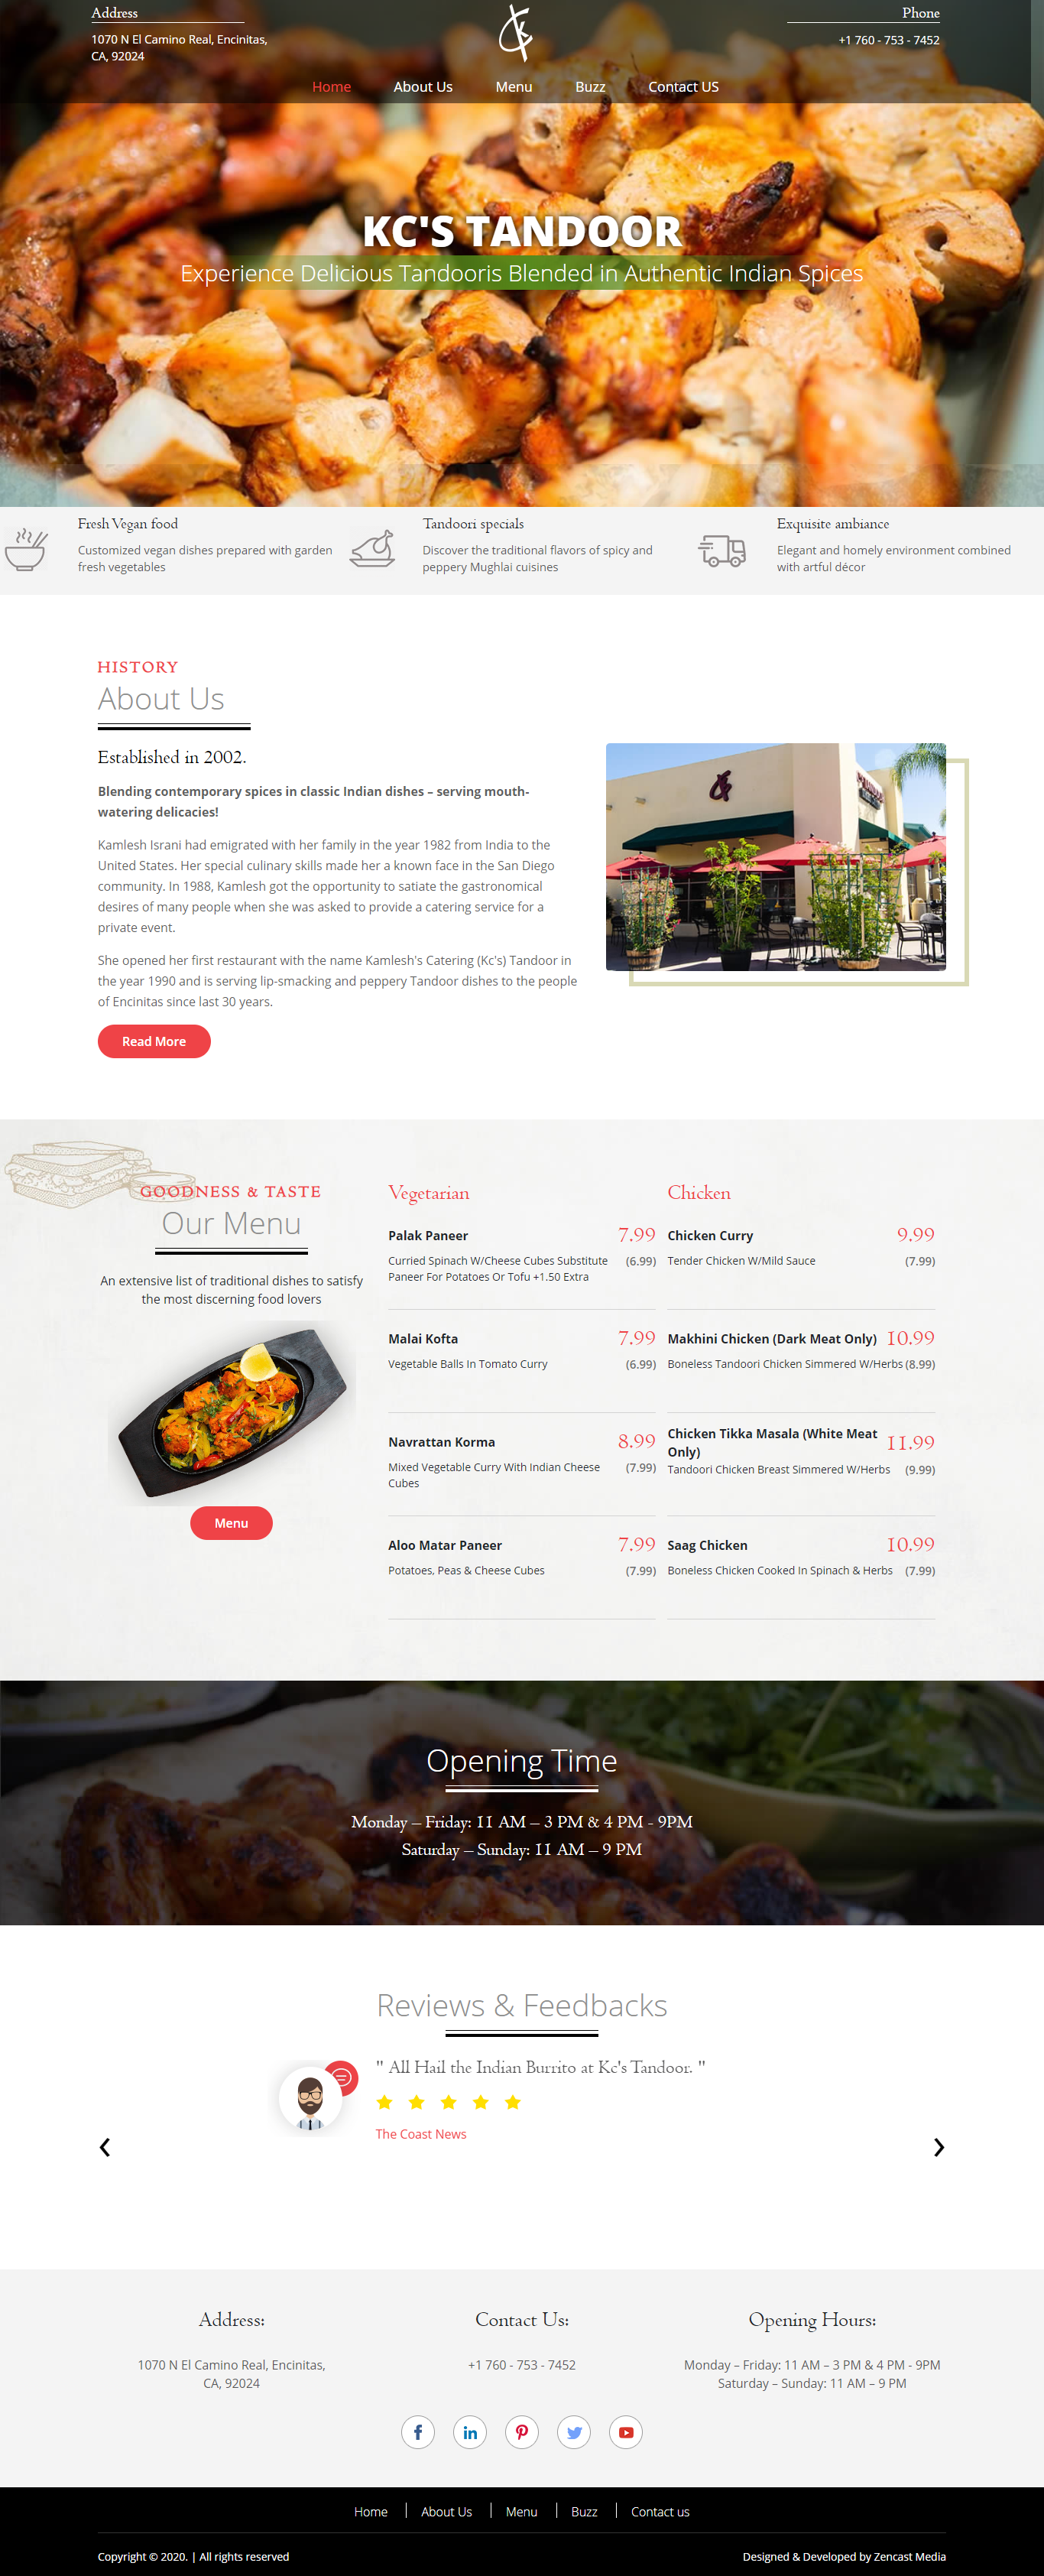 Address
1070 N El Camino Real, Encinitas,
CA, 92024
Phone
+1 760 - 753 - 7452
Home About Us Menu Buzz Contact US
KC'S TANDOOR
Experience Delicious Tandooris Blended in Authentic Indian Spices
Fresh Vegan food
Customized vegan dishes prepared with garden
fresh vegetables
Tandoori specials
Discover the traditional flavors of spicy and
peppery Mughlai cuisines
Exquisite ambiance
Elegant and homely environment combined
with artful décor
HISTORY
About Us
Established in 2002.
Blending contemporary spices in classic Indian dishes – serving mouth-
watering delicacies!
Kamlesh Israni had emigrated with her family in the year 1982 from India to the
United States. Her special culinary skills made her a known face in the San Diego
community. In 1988, Kamlesh got the opportunity to satiate the gastronomical
desires of many people when she was asked to provide a catering service for a
private event.
She opened her first restaurant with the name Kamlesh's Catering (Kc's) Tandoor in
the year 1990 and is serving lip-smacking and peppery Tandoor dishes to the people
of Encinitas since last 30 years.
Read More
GOODNESS & TASTE
Our Menu
An extensive list of traditional dishes to satisfy
the most discerning food lovers
Menu
Vegetarian
Palak Paneer 7.99
Curried Spinach W/Cheese Cubes Substitute (6.99)
Paneer For Potatoes Or Tofu +1.50 Extra
Malai Kofta 7.99
Vegetable Balls In Tomato Curry (6.99)
Navrattan Korma 8.99
Mixed Vegetable Curry With Indian Cheese (7.99)
Cubes
Aloo Matar Paneer 7.99
Potatoes, Peas & Cheese Cubes (7.99)
Chicken
Chicken Curry 9.99
Tender Chicken W/Mild Sauce (7.99)
Makhini Chicken (Dark Meat Only) 10.99
Boneless Tandoori Chicken Simmered W/Herbs (8.99)
Chicken Tikka Masala (White Meat
Only) 11.99
Tandoori Chicken Breast Simmered W/Herbs (9.99)
Saag Chicken 10.99
Boneless Chicken Cooked In Spinach & Herbs (7.99)
Opening Time
Monday – Friday: 11 AM – 3 PM & 4 PM - 9PM
Saturday – Sunday: 11 AM – 9 PM
Reviews & Feedbacks
" All Hail the Indian Burrito at Kc's Tandoor. "
The Coast News
Address:
1070 N El Camino Real, Encinitas,
CA, 92024
Contact Us:
+1 760 - 753 - 7452
Opening Hours:
Monday – Friday: 11 AM – 3 PM & 4 PM - 9PM
Saturday – Sunday: 11 AM – 9 PM
Home About Us Menu Buzz Contact us
Copyright © 2020. | All rights reserved
Designed & Developed by Zencast Media